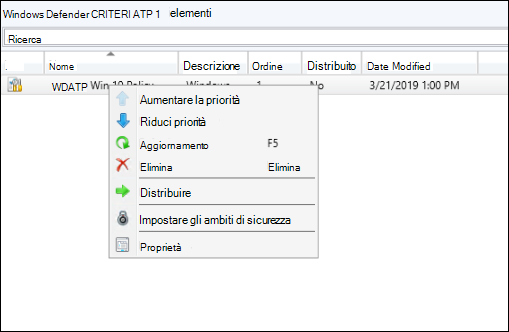 Windows Defender CRITERI ATP 1 elementi
Ricerca
Nome Descrizione Ordine Distribuito Date Modified
WDATP Win 10 Policy Windows 1 No 3/21/2019 1:00 PM
Aumentare la priorità
Riduci priorità
Aggiornamento F5
Elimina Elimina
Distribuire
Impostare gli ambiti di sicurezza
Proprietà